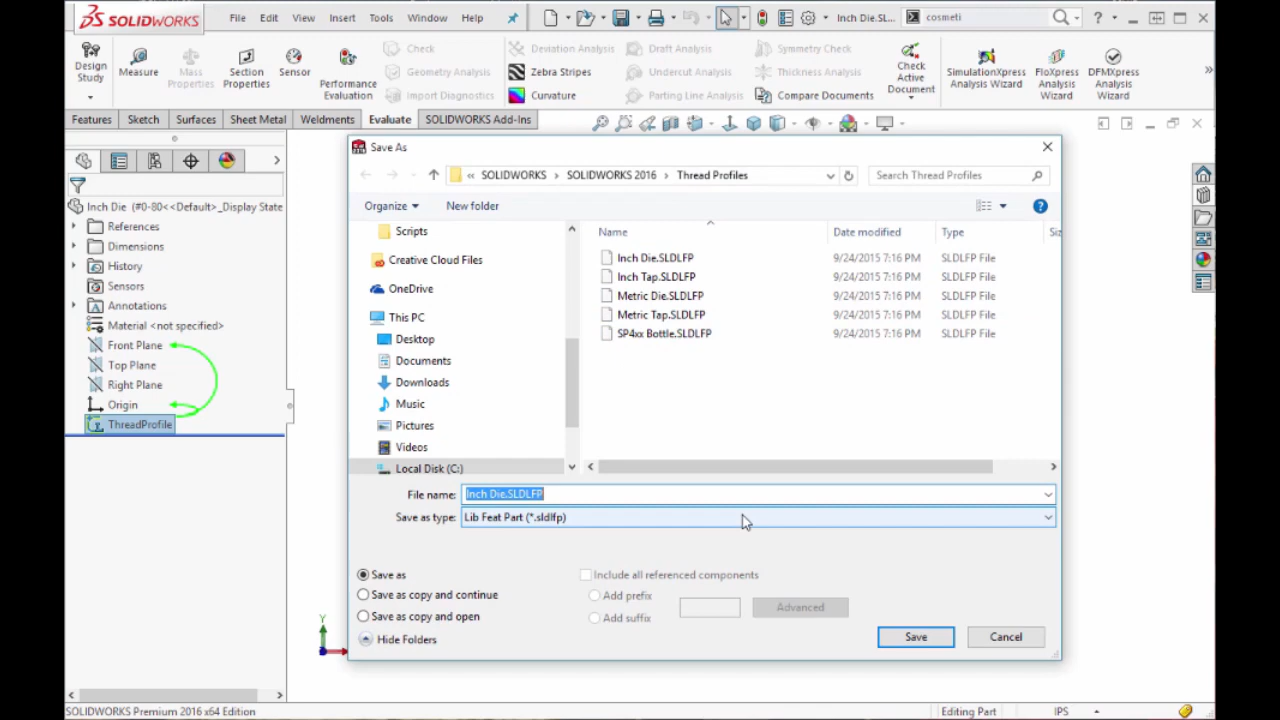 SOLIDWORKS File Edit View Insert Tools Window Help Inch Die.SL... cosmeti
Design Study
Measure
Mass Properties
Section Properties
Sensor
Performance Evaluation
Check
Geometry Analysis
Import Diagnostics
Deviation Analysis
Zebra Stripes
Curvature
Draft Analysis
Undercut Analysis
Parting Line Analysis
Symmetry Check
Thickness Analysis
Compare Documents
Check Active Document
SimulationXpress Analysis Wizard
FloXpress Analysis Wizard
DFMXpress Analysis Wizard
Features Sketch Surfaces Sheet Metal Weldments Evaluate SOLIDWORKS Add-Ins
Inch Die (#0-80<<Default>_Display State
References
Dimensions
History
Sensors
Annotations
Material <not specified>
Front Plane
Top Plane
Right Plane
Origin
ThreadProfile
Save As
« SOLIDWORKS › SOLIDWORKS 2016 › Thread Profiles Search Thread Profiles
Organize New folder
Scripts
Creative Cloud Files
OneDrive
This PC
Desktop
Documents
Downloads
Music
Pictures
Videos
Local Disk (C:)
Name Date modified Type Siz
Inch Die.SLDLFP 9/24/2015 7:16 PM SLDLFP File
Inch Tap.SLDLFP 9/24/2015 7:16 PM SLDLFP File
Metric Die.SLDLFP 9/24/2015 7:16 PM SLDLFP File
Metric Tap.SLDLFP 9/24/2015 7:16 PM SLDLFP File
SP4xx Bottle.SLDLFP 9/24/2015 7:16 PM SLDLFP File
File name: Inch Die.SLDLFP
Save as type: Lib Feat Part (*.sldlfp)
Save as
Save as copy and continue
Save as copy and open
Include all referenced components
Add prefix
Add suffix
Advanced
Hide Folders Save Cancel
Y
SOLIDWORKS Premium 2016 x64 Edition Editing Part IPS